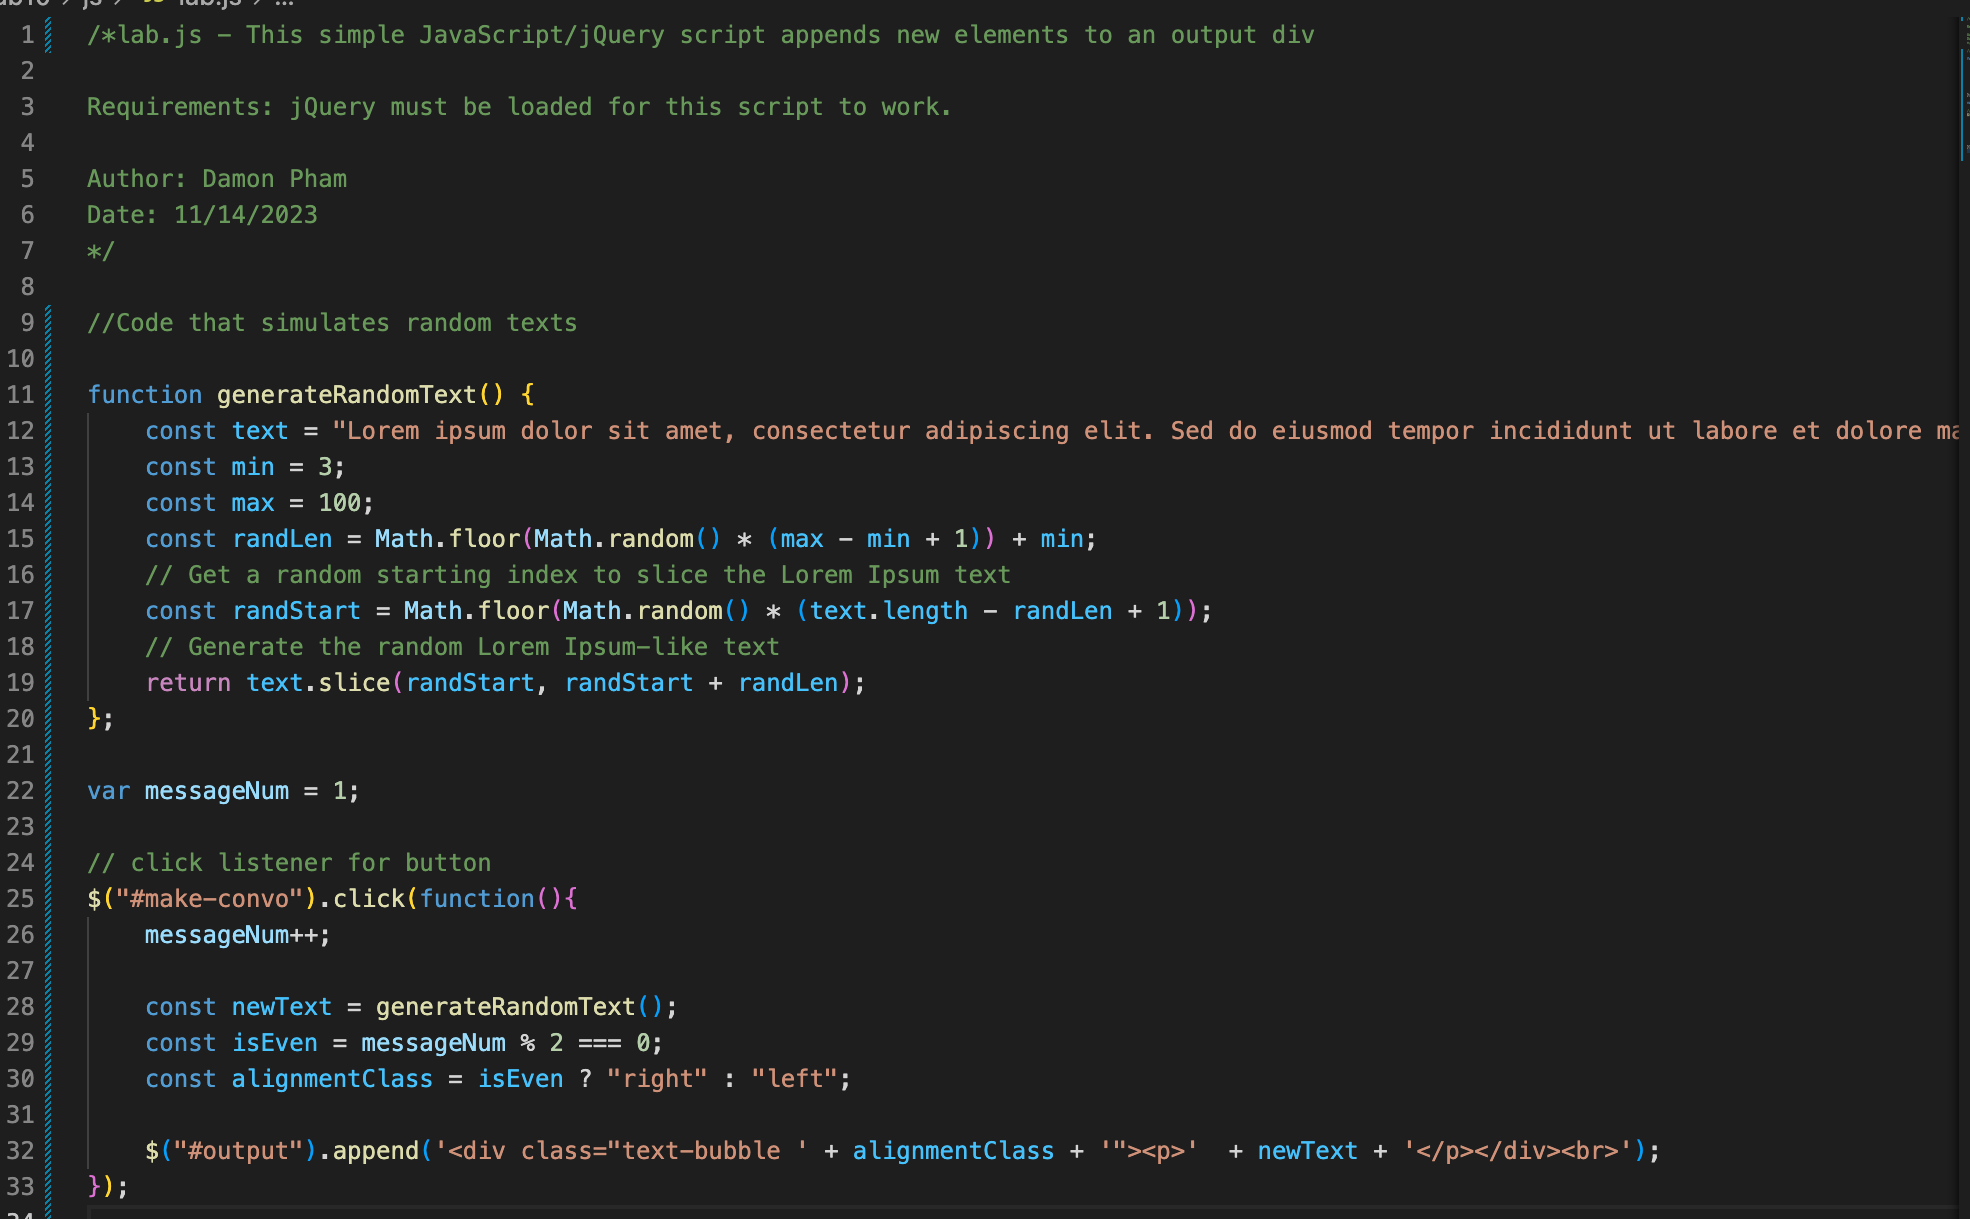 js > lab.js > ...
1 /*lab.js – This simple JavaScript/jQuery script appends new elements to an output div
2
3 Requirements: jQuery must be loaded for this script to work.
4
5 Author: Damon Pham
6 Date: 11/14/2023
7 */
8
9 //Code that simulates random texts
10
11 function generateRandomText() {
12     const text = "Lorem ipsum dolor sit amet, consectetur adipiscing elit. Sed do eiusmod tempor incididunt ut labore et dolore
13     const min = 3;
14     const max = 100;
15     const randLen = Math.floor(Math.random() * (max - min + 1)) + min;
16     // Get a random starting index to slice the Lorem Ipsum text
17     const randStart = Math.floor(Math.random() * (text.length - randLen + 1));
18     // Generate the random Lorem Ipsum-like text
19     return text.slice(randStart, randStart + randLen);
20 };
21
22 var messageNum = 1;
23
24 // click listener for button
25 $("#make-convo").click(function(){
26     messageNum++;
27
28     const newText = generateRandomText();
29     const isEven = messageNum % 2 === 0;
30     const alignmentClass = isEven ? "right" : "left";
31
32     $("#output").append('<div class="text-bubble ' + alignmentClass + '"><p>'  + newText + '</p></div><br>');
33 });
34